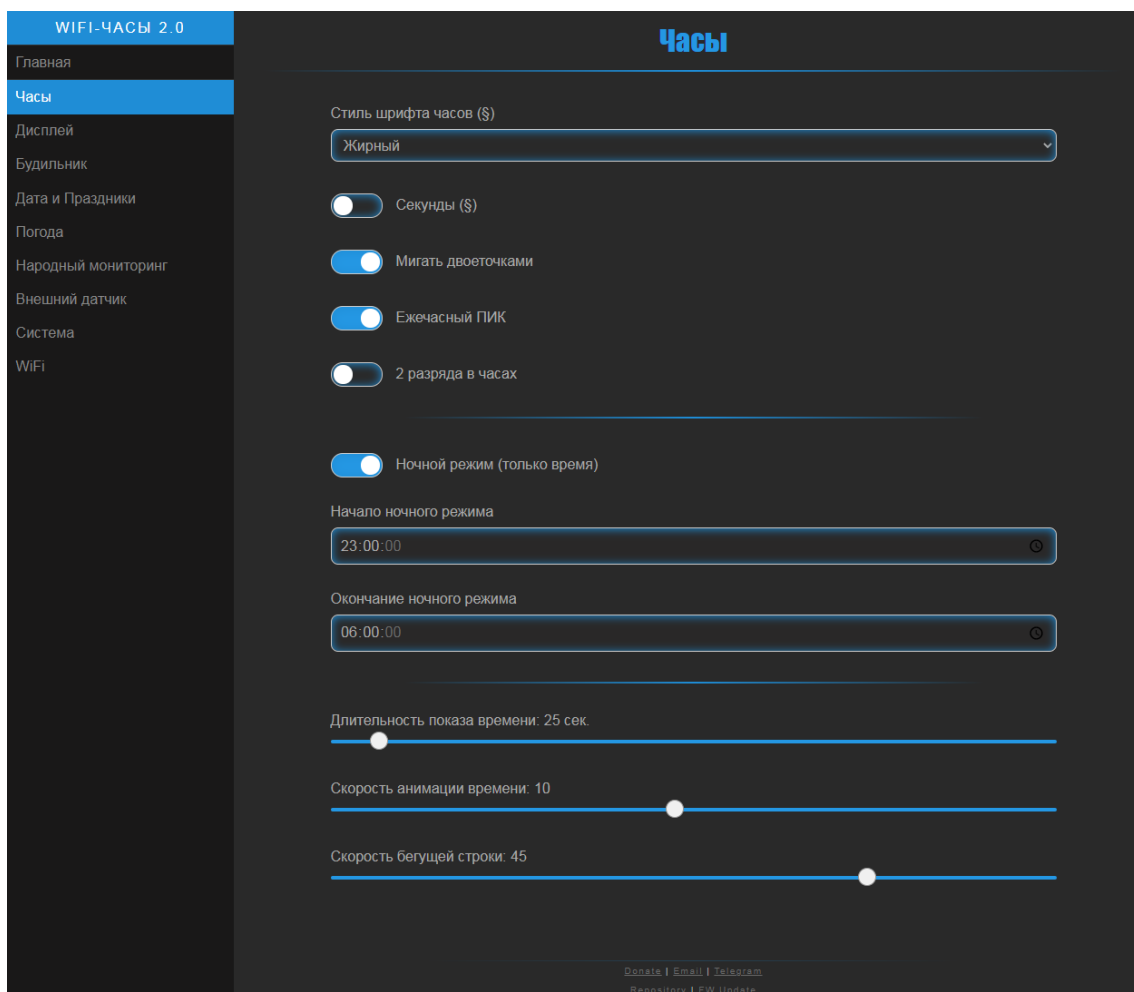 WIFI-ЧАСЫ 2.0
Главная
Часы
Дисплей
Будильник
Дата и Праздники
Погода
Народный мониторинг
Внешний датчик
Система
WiFi
Часы
Стиль шрифта часов (§)
Жирный
Секунды (§)
Мигать двоеточками
Ежечасный ПИК
2 разряда в часах
Ночной режим (только время)
Начало ночного режима
23:00:00
Окончание ночного режима
06:00:00
Длительность показа времени: 25 сек.
Скорость анимации времени: 10
Скорость бегущей строки: 45
Donate | Email | Telegram
Repository | FW Update